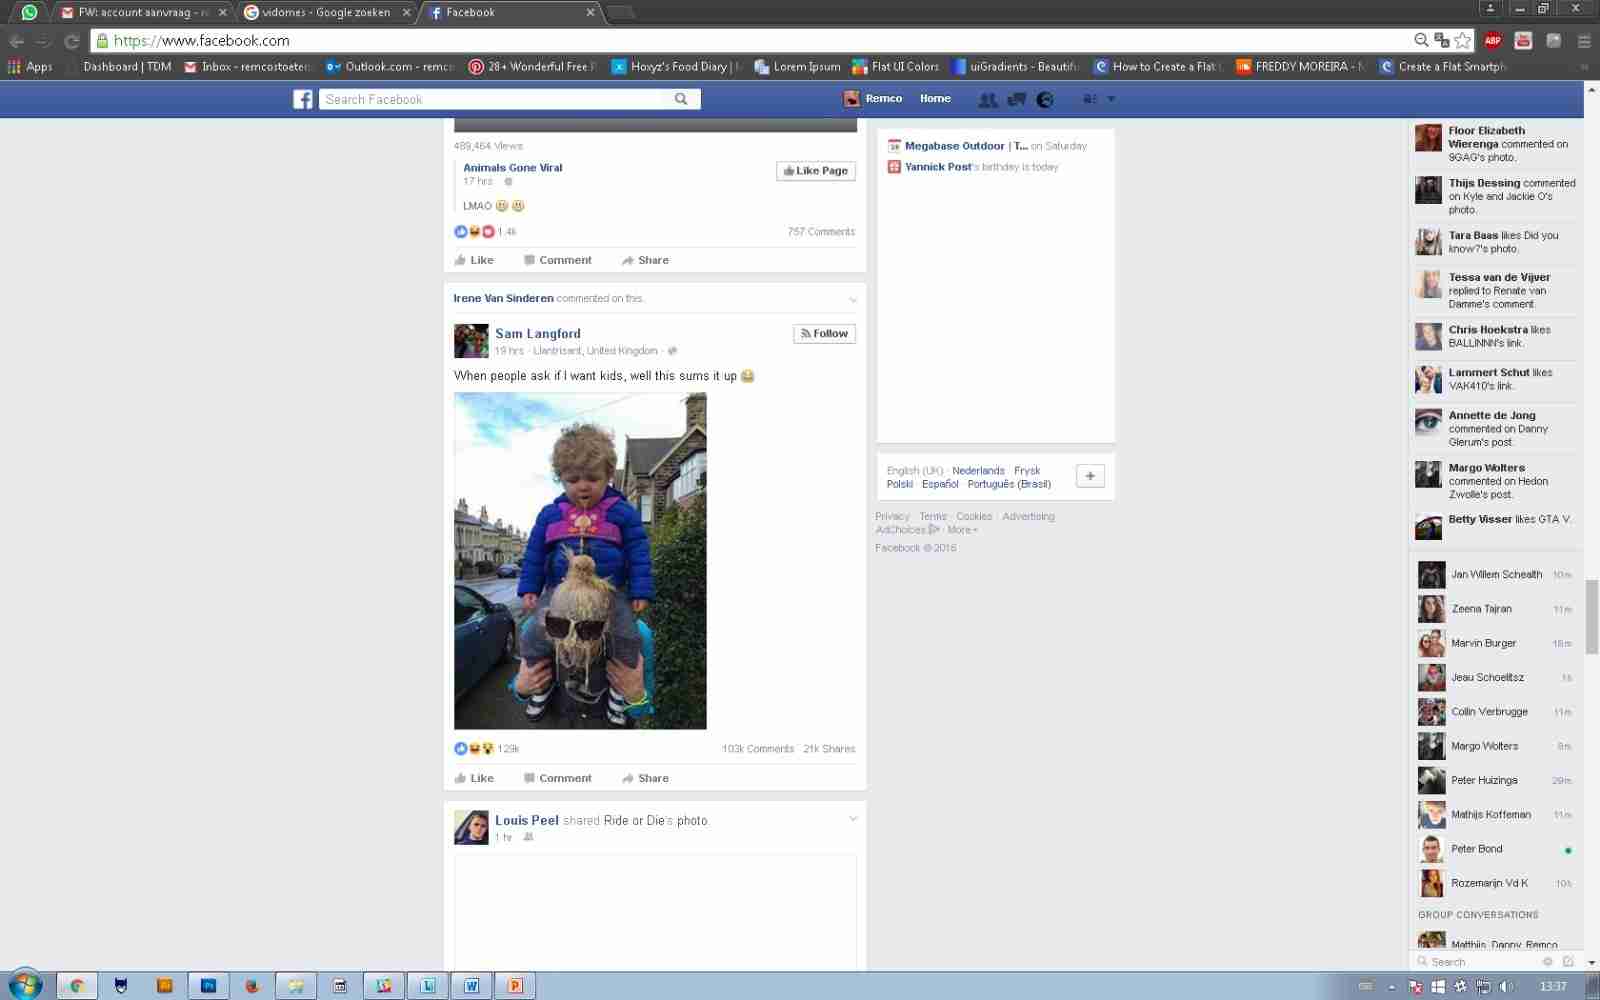 FW: account aanvraag - re
vidomes - Google zoeken
Facebook
https://www.facebook.com
ABP
Apps
Dashboard | TDM
Inbox - remcostoeten
Outlook.com - remco
28+ Wonderful Free
Hoxyz's Food Diary |
Lorem Ipsum
Flat UI Colors
uiGradients - Beautifu
How to Create a Flat
FREDDY MOREIRA -
Create a Flat Smartph
Search Facebook
Remco
Home
489,464 Views
Animals Gone Viral
17 hrs
Like Page
LMAO
1.4k
757 Comments
Like
Comment
Share
Irene Van Sinderen commented on this.
Sam Langford
Follow
19 hrs · Llantrisant, United Kingdom ·
When people ask if I want kids, well this sums it up
129k
103k Comments 21k Shares
Like
Comment
Share
Louis Peel shared Ride or Die's photo.
1 hr
Megabase Outdoor | T... on Saturday
Yannick Post's birthday is today
English (UK) · Nederlands · Frysk
Polski · Español · Português (Brasil)
Privacy · Terms · Cookies · Advertising
AdChoices · More
Facebook © 2016
Floor Elizabeth
Wierenga commented on
9GAG's photo.
Thijs Dessing commented
on Kyle and Jackie O's
photo.
Tara Baas likes Did you
know?'s photo.
Tessa van de Vijver
replied to Renate van
Damme's comment.
Chris Hoekstra likes
BALLINNN's link.
Lammert Schut likes
VAK410's link.
Annette de Jong
commented on Danny
Glerum's post.
Margo Wolters
commented on Hedon
Zwolle's post.
Betty Visser likes GTA V.
Jan Willem Schealth 10m
Zeena Tajran 11m
Marvin Burger
Jeau Schoelitsz
Collin Verbrugge 11m
Margo Wolters
Peter Huizinga 29m
Mathijs Koffeman 11m
Peter Bond
Rozemarijn Vd K 10h
GROUP CONVERSATIONS
Matthijs, Danny, Remco
Search
13:37